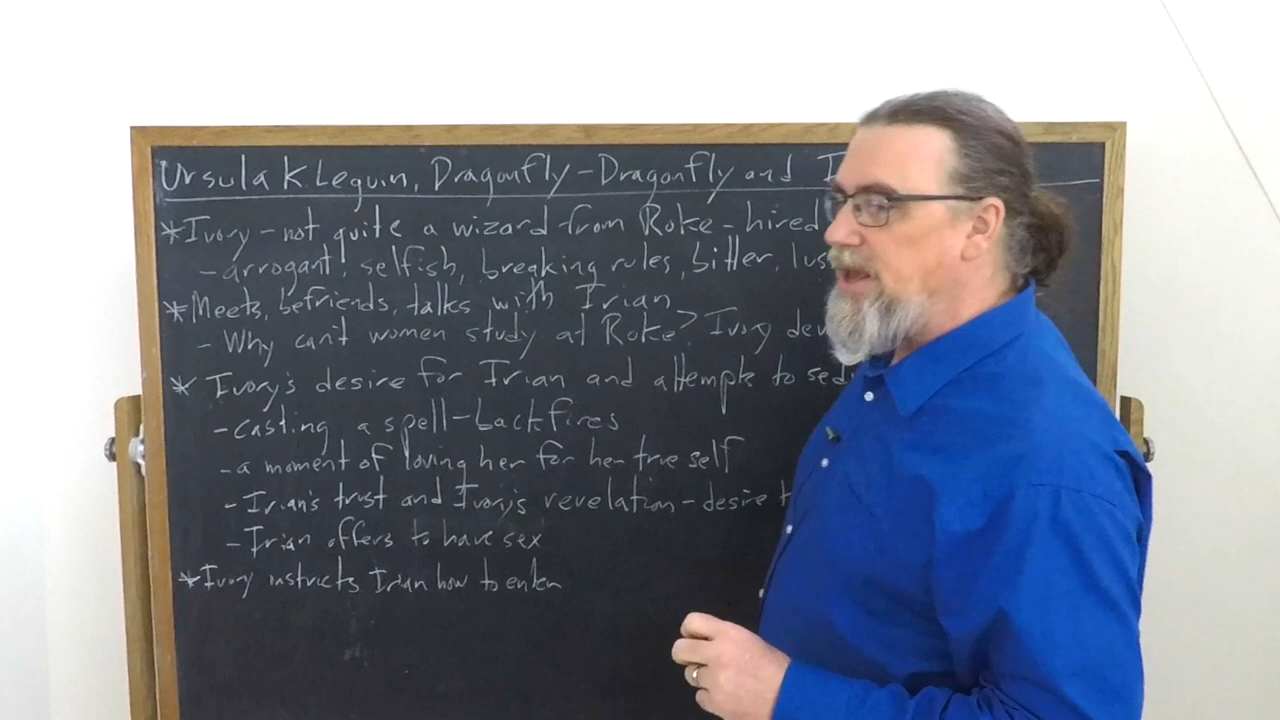 Ursula K. Leguin, Dragonfly - Dragonfly and I
*Ivory - not quite a wizard from Roke - hired
- arrogant, selfish, breaking rules, bitter, lus
*Meets, befriends, talks with Irian
- Why can't women study at Roke? Ivory dev
* Ivory's desire for Irian and attempts to sed
- casting a spell - backfires
- a moment of loving her for her true self
- Irian's trust and Ivory's revelation - desire t
- Irian offers to have sex
*Ivory instructs Irian how to enter